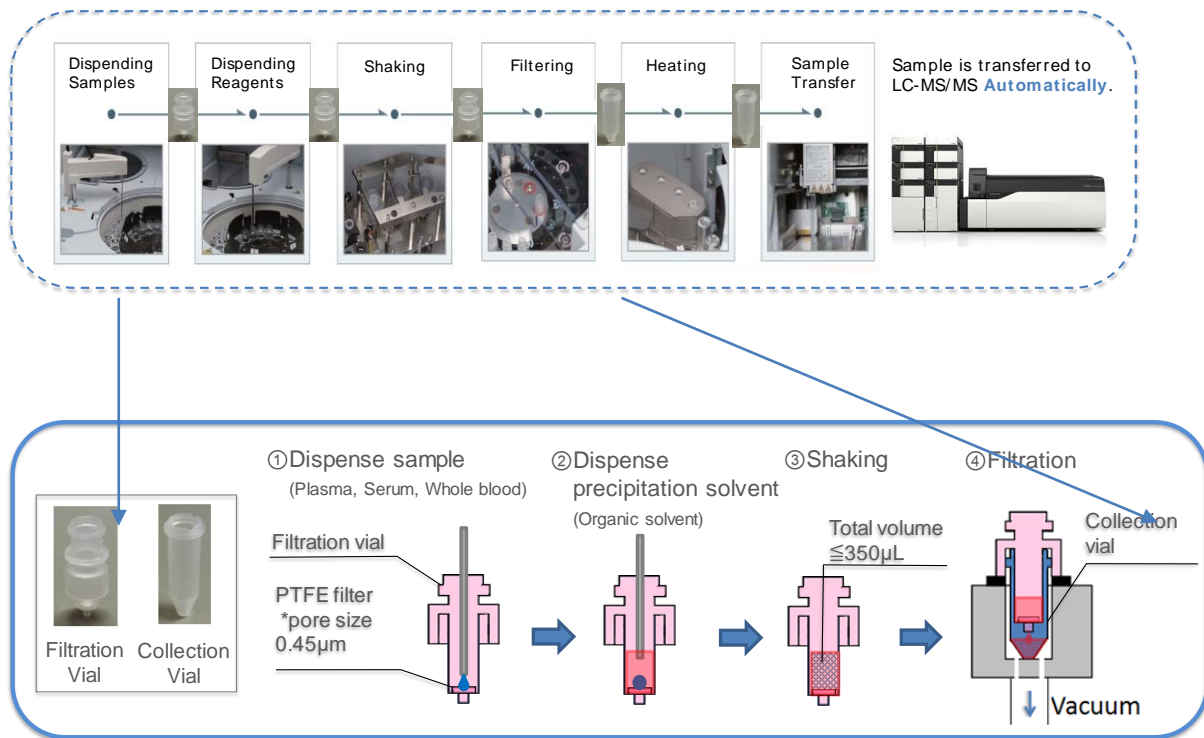 Dispending
Samples
Dispending
Reagents
Shaking
Filtering
Heating
Sample
Transfer
Sample is transferred to
LC-MS/MS Automatically.
①Dispense sample
(Plasma, Serum, Whole blood)
②Dispense
precipitation solvent
(Organic solvent)
③Shaking
④Filtration
Filtration vial
PTFE filter
*pore size
0.45μm
Total volume
≦350μL
Collection
vial
Filtration
Vial
Collection
Vial
Vacuum